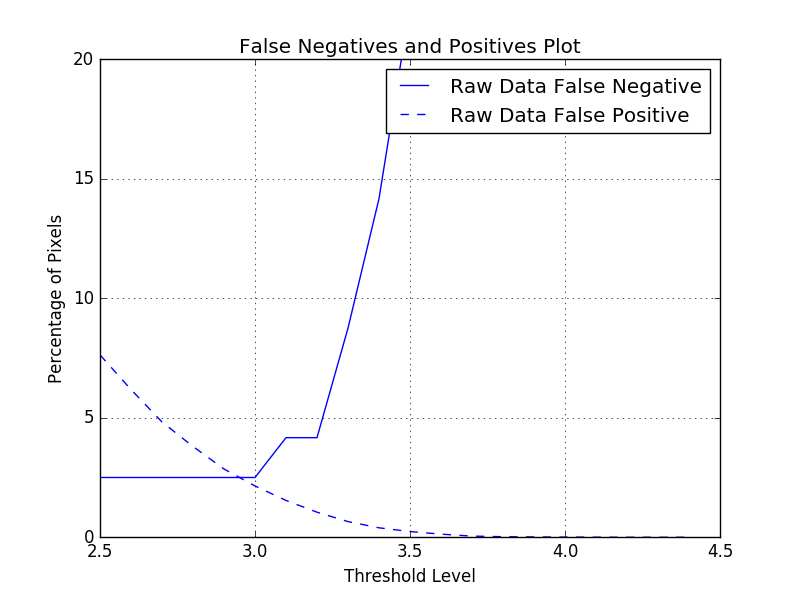 False Negatives and Positives Plot
Raw Data False Negative
Raw Data False Positive
Percentage of Pixels
20
15
10
5
0
2.5
3.0
3.5
4.0
4.5
Threshold Level